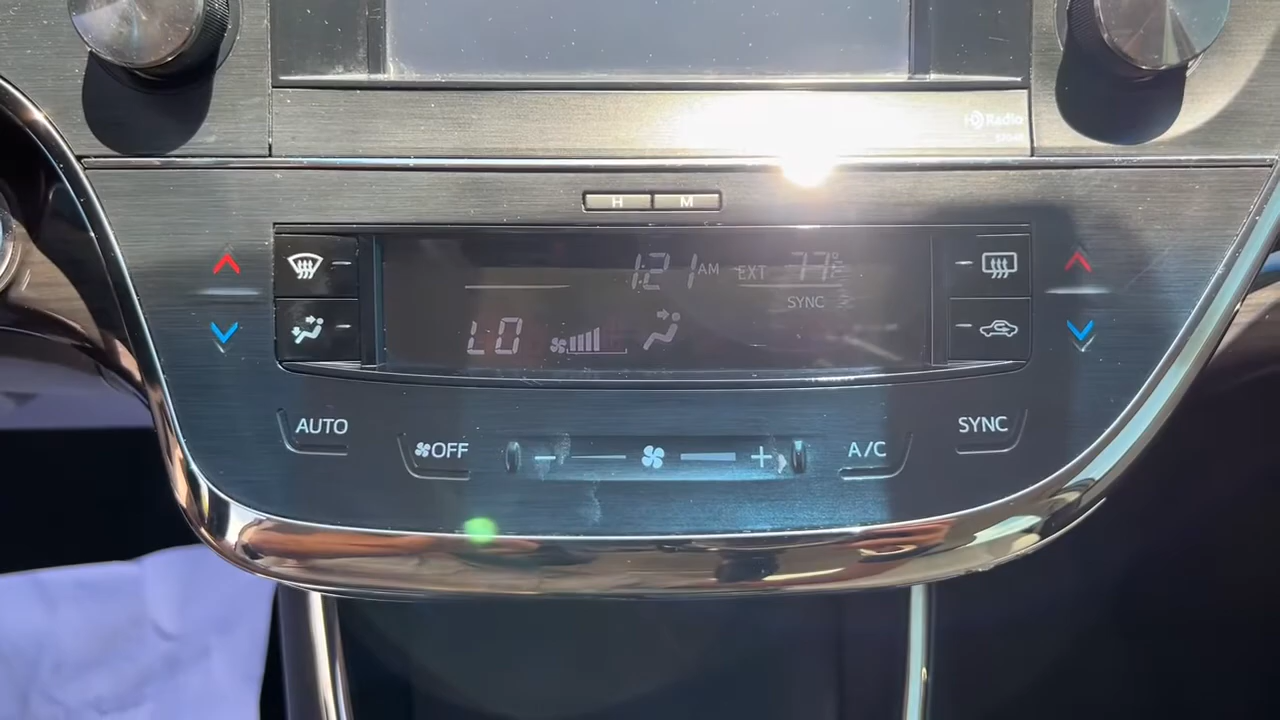 HD Radio
H M
1:21 AM EXT 77°
SYNC
LO
AUTO
OFF
A/C
SYNC